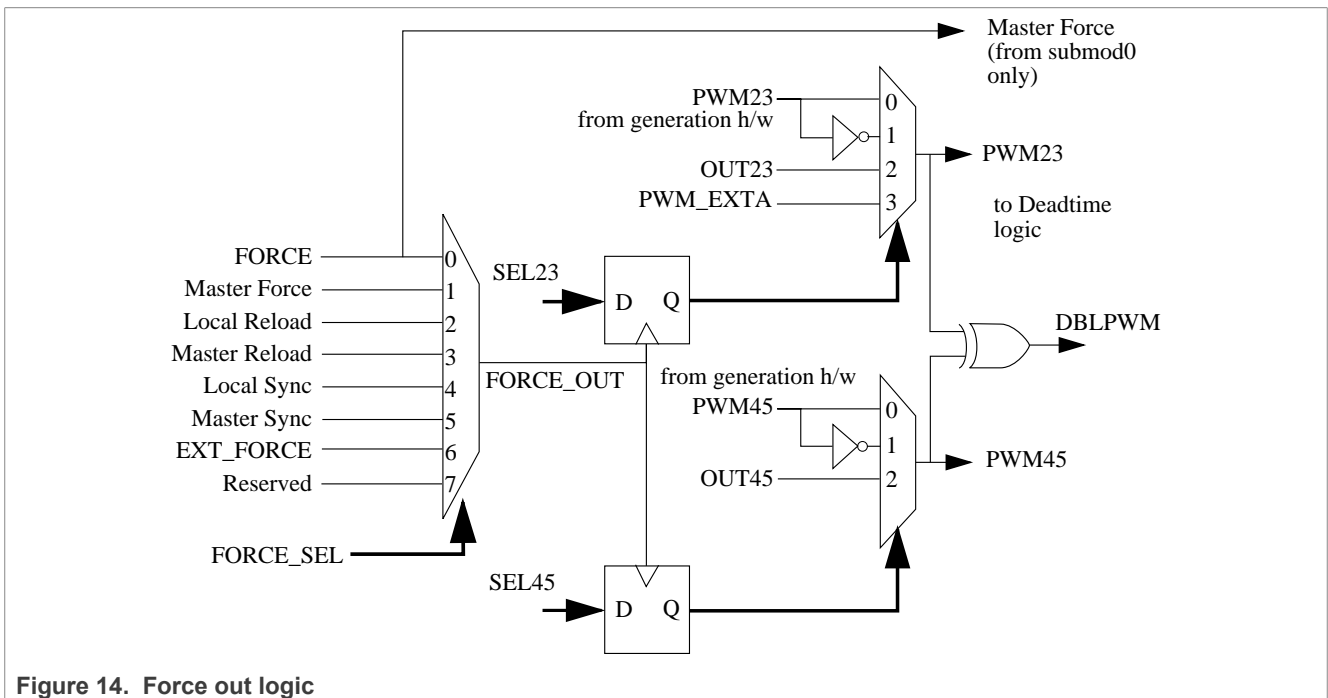 Master Force
(from submod0
only)
PWM23
from generation h/w
OUT23
PWM_EXTA
0
1
2
3
PWM23
to Deadtime
logic
FORCE
Master Force
Local Reload
Master Reload
Local Sync
Master Sync
EXT_FORCE
Reserved
0
1
2
3
4
5
6
7
FORCE_SEL
FORCE_OUT
SEL23
D Q
DBLPWM
from generation h/w
PWM45
OUT45
0
1
2
PWM45
SEL45
D Q
Figure 14. Force out logic